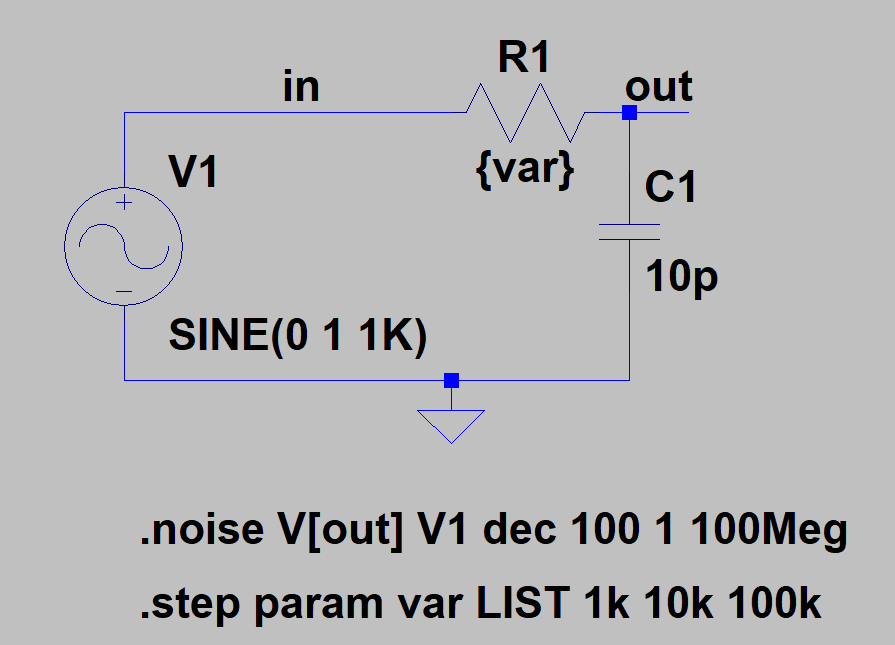 R1
in
out
V1
{var}
C1
10p
SINE(0 1 1K)
.noise V[out] V1 dec 100 1 100Meg
.step param var LIST 1k 10k 100k